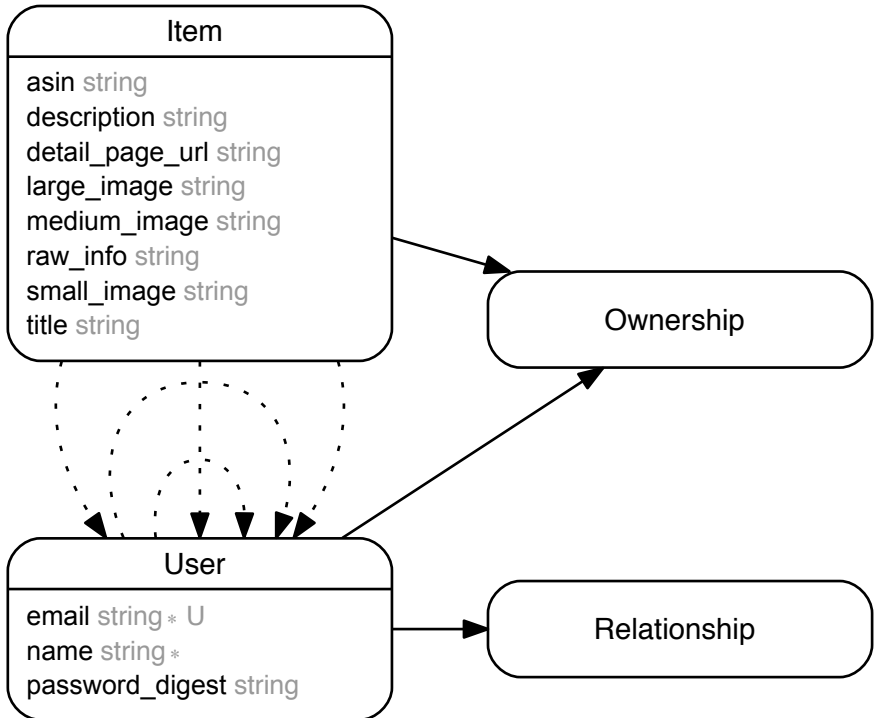 Item
asin string
description string
detail_page_url string
large_image string
medium_image string
raw_info string
small_image string
title string
Ownership
User
email string * U
name string *
password_digest string
Relationship